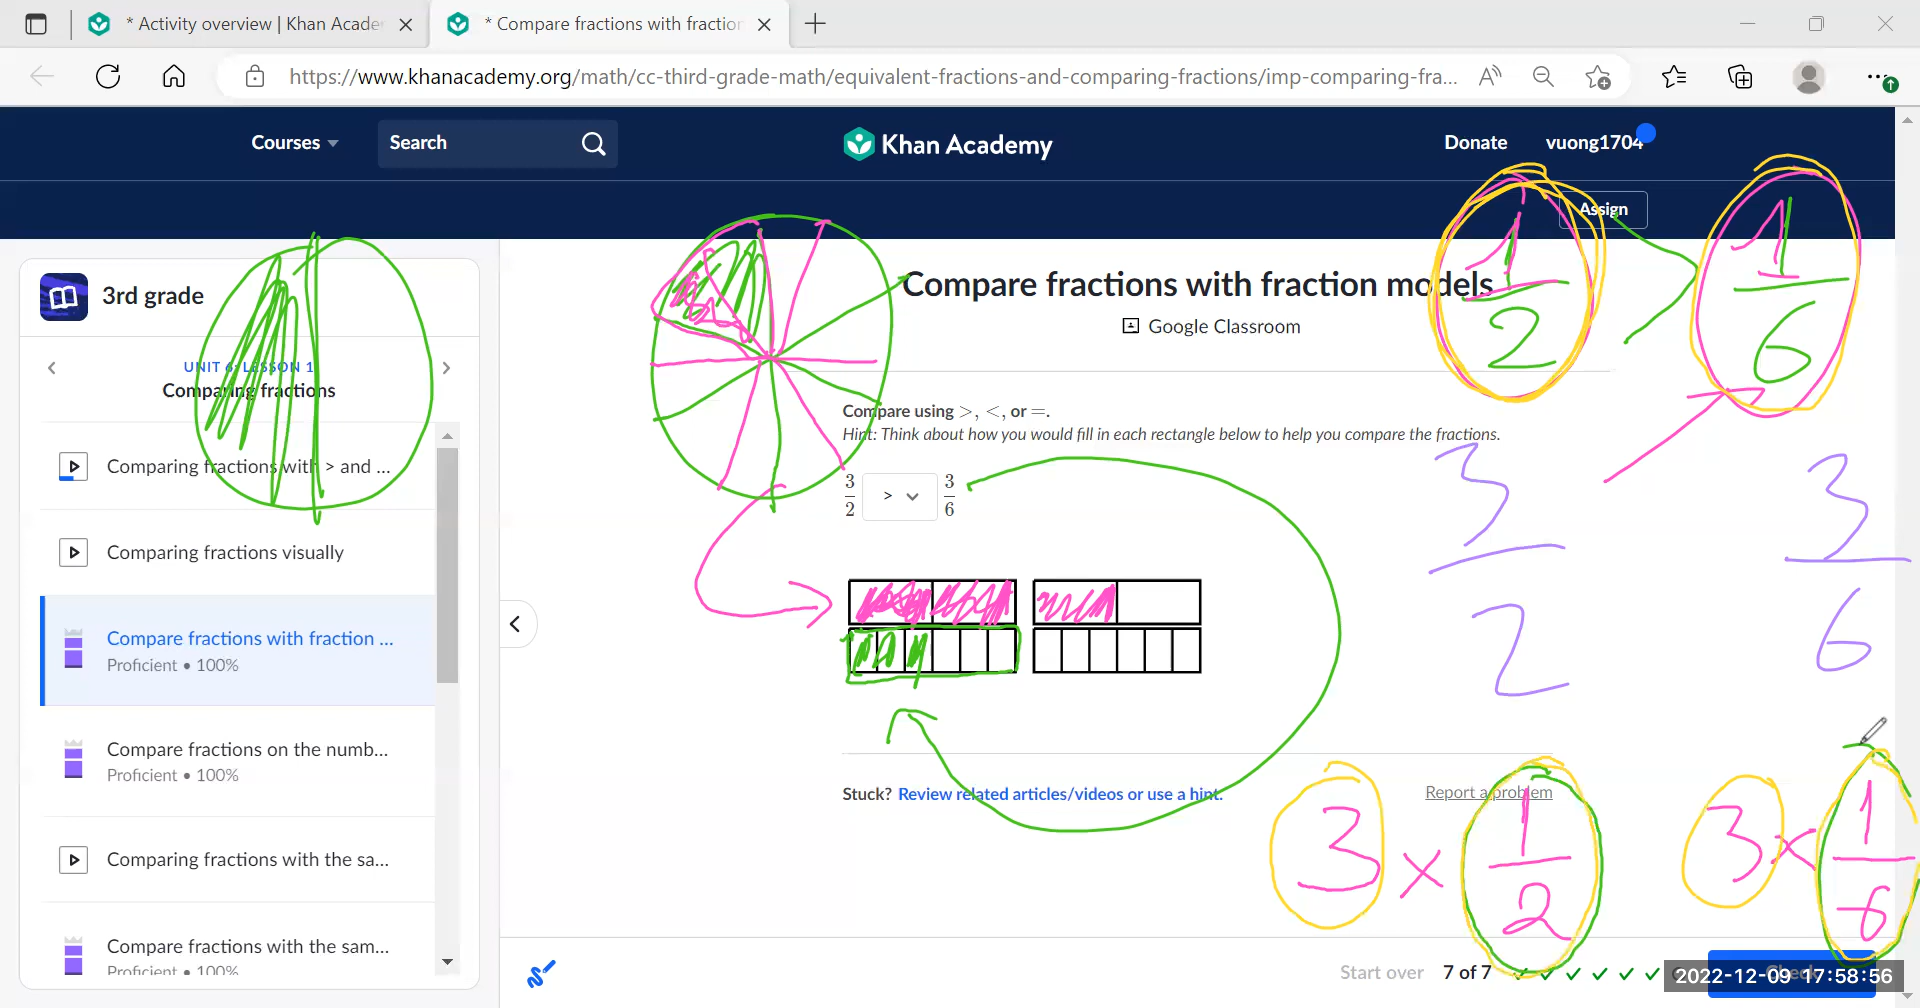 * Activity overview | Khan Acade
* Compare fractions with fraction
https://www.khanacademy.org/math/cc-third-grade-math/equivalent-fractions-and-comparing-fractions/imp-comparing-fra...
Courses
Search
Khan Academy
Donate
vuong1704
Assign
3rd grade
UNIT 6: LESSON 1
Comparing fractions
Comparing fractions with > and ...
Comparing fractions visually
Compare fractions with fraction ...
Proficient • 100%
Compare fractions on the numb...
Proficient • 100%
Comparing fractions with the sa...
Compare fractions with the sam...
Proficient • 100%
Compare fractions with fraction models
Google Classroom
Compare using >, <, or =.
Hint: Think about how you would fill in each rectangle below to help you compare the fractions.
3/2 > 3/6
Stuck? Review related articles/videos or use a hint.
Report a problem
1/2 > 1/6
3/2 3/6
3 × 1/2 3 × 1/6
Start over
7 of 7
Check
2022-12-09 17:58:56